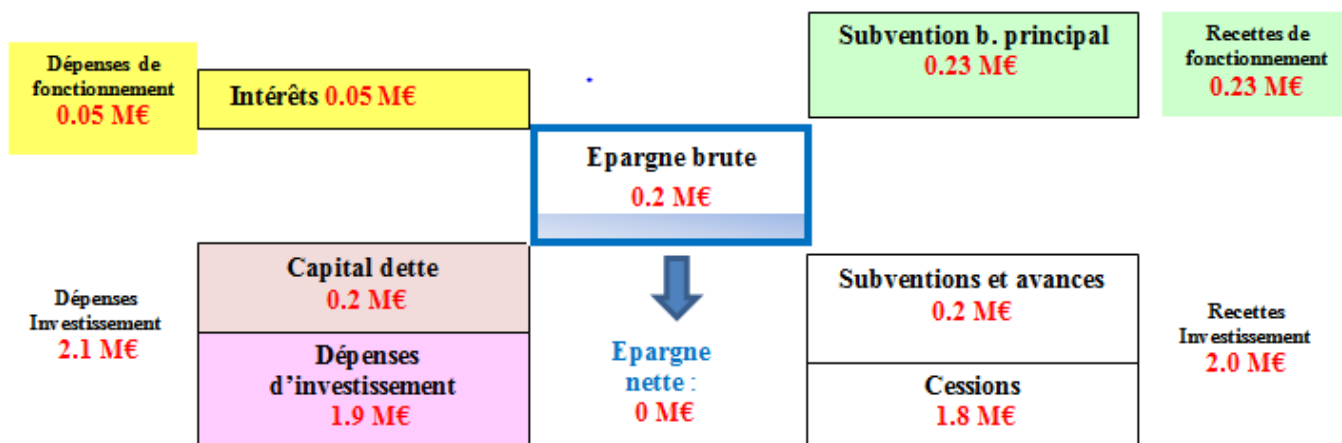 Dépenses de
fonctionnement
0.05 M€
Intérêts 0.05 M€
Subvention b. principal
0.23 M€
Recettes de
fonctionnement
0.23 M€
Epargne brute
0.2 M€
Dépenses
Investissement
2.1 M€
Capital dette
0.2 M€
Dépenses
d’investissement
1.9 M€
Epargne
nette :
0 M€
Subventions et avances
0.2 M€
Cessions
1.8 M€
Recettes
Investissement
2.0 M€